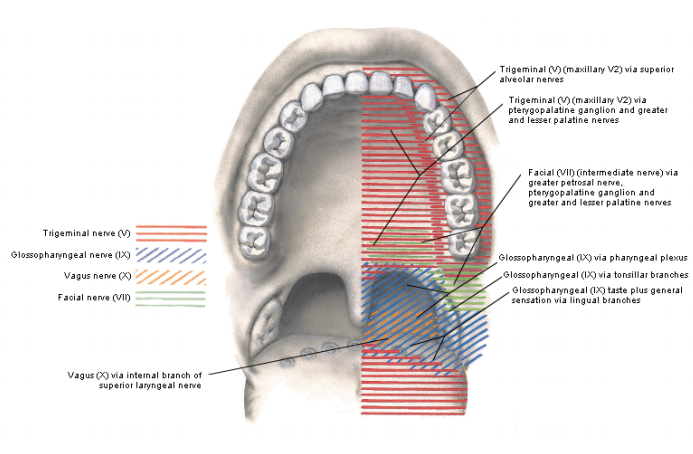 Trigeminal (V) (maxillary V2) via superior
alveolar nerves
Trigeminal (V) (maxillary V2) via
pterygopalatine ganglion and greater
and lesser palatine nerves
Facial (VII) (intermediate nerve) via
greater petrosal nerve,
pterygopalatine ganglion and
greater and lesser palatine nerves
Trigeminal nerve (V)
Glossopharyngeal nerve (IX)
Vagus nerve (X)
Facial nerve (VII)
Glossopharyngeal (IX) via pharyngeal plexus
Glossopharyngeal (IX) via tonsillar branches
Glossopharyngeal (IX) taste plus general
sensation via lingual branches
Vagus (X) via internal branch of
superior laryngeal nerve